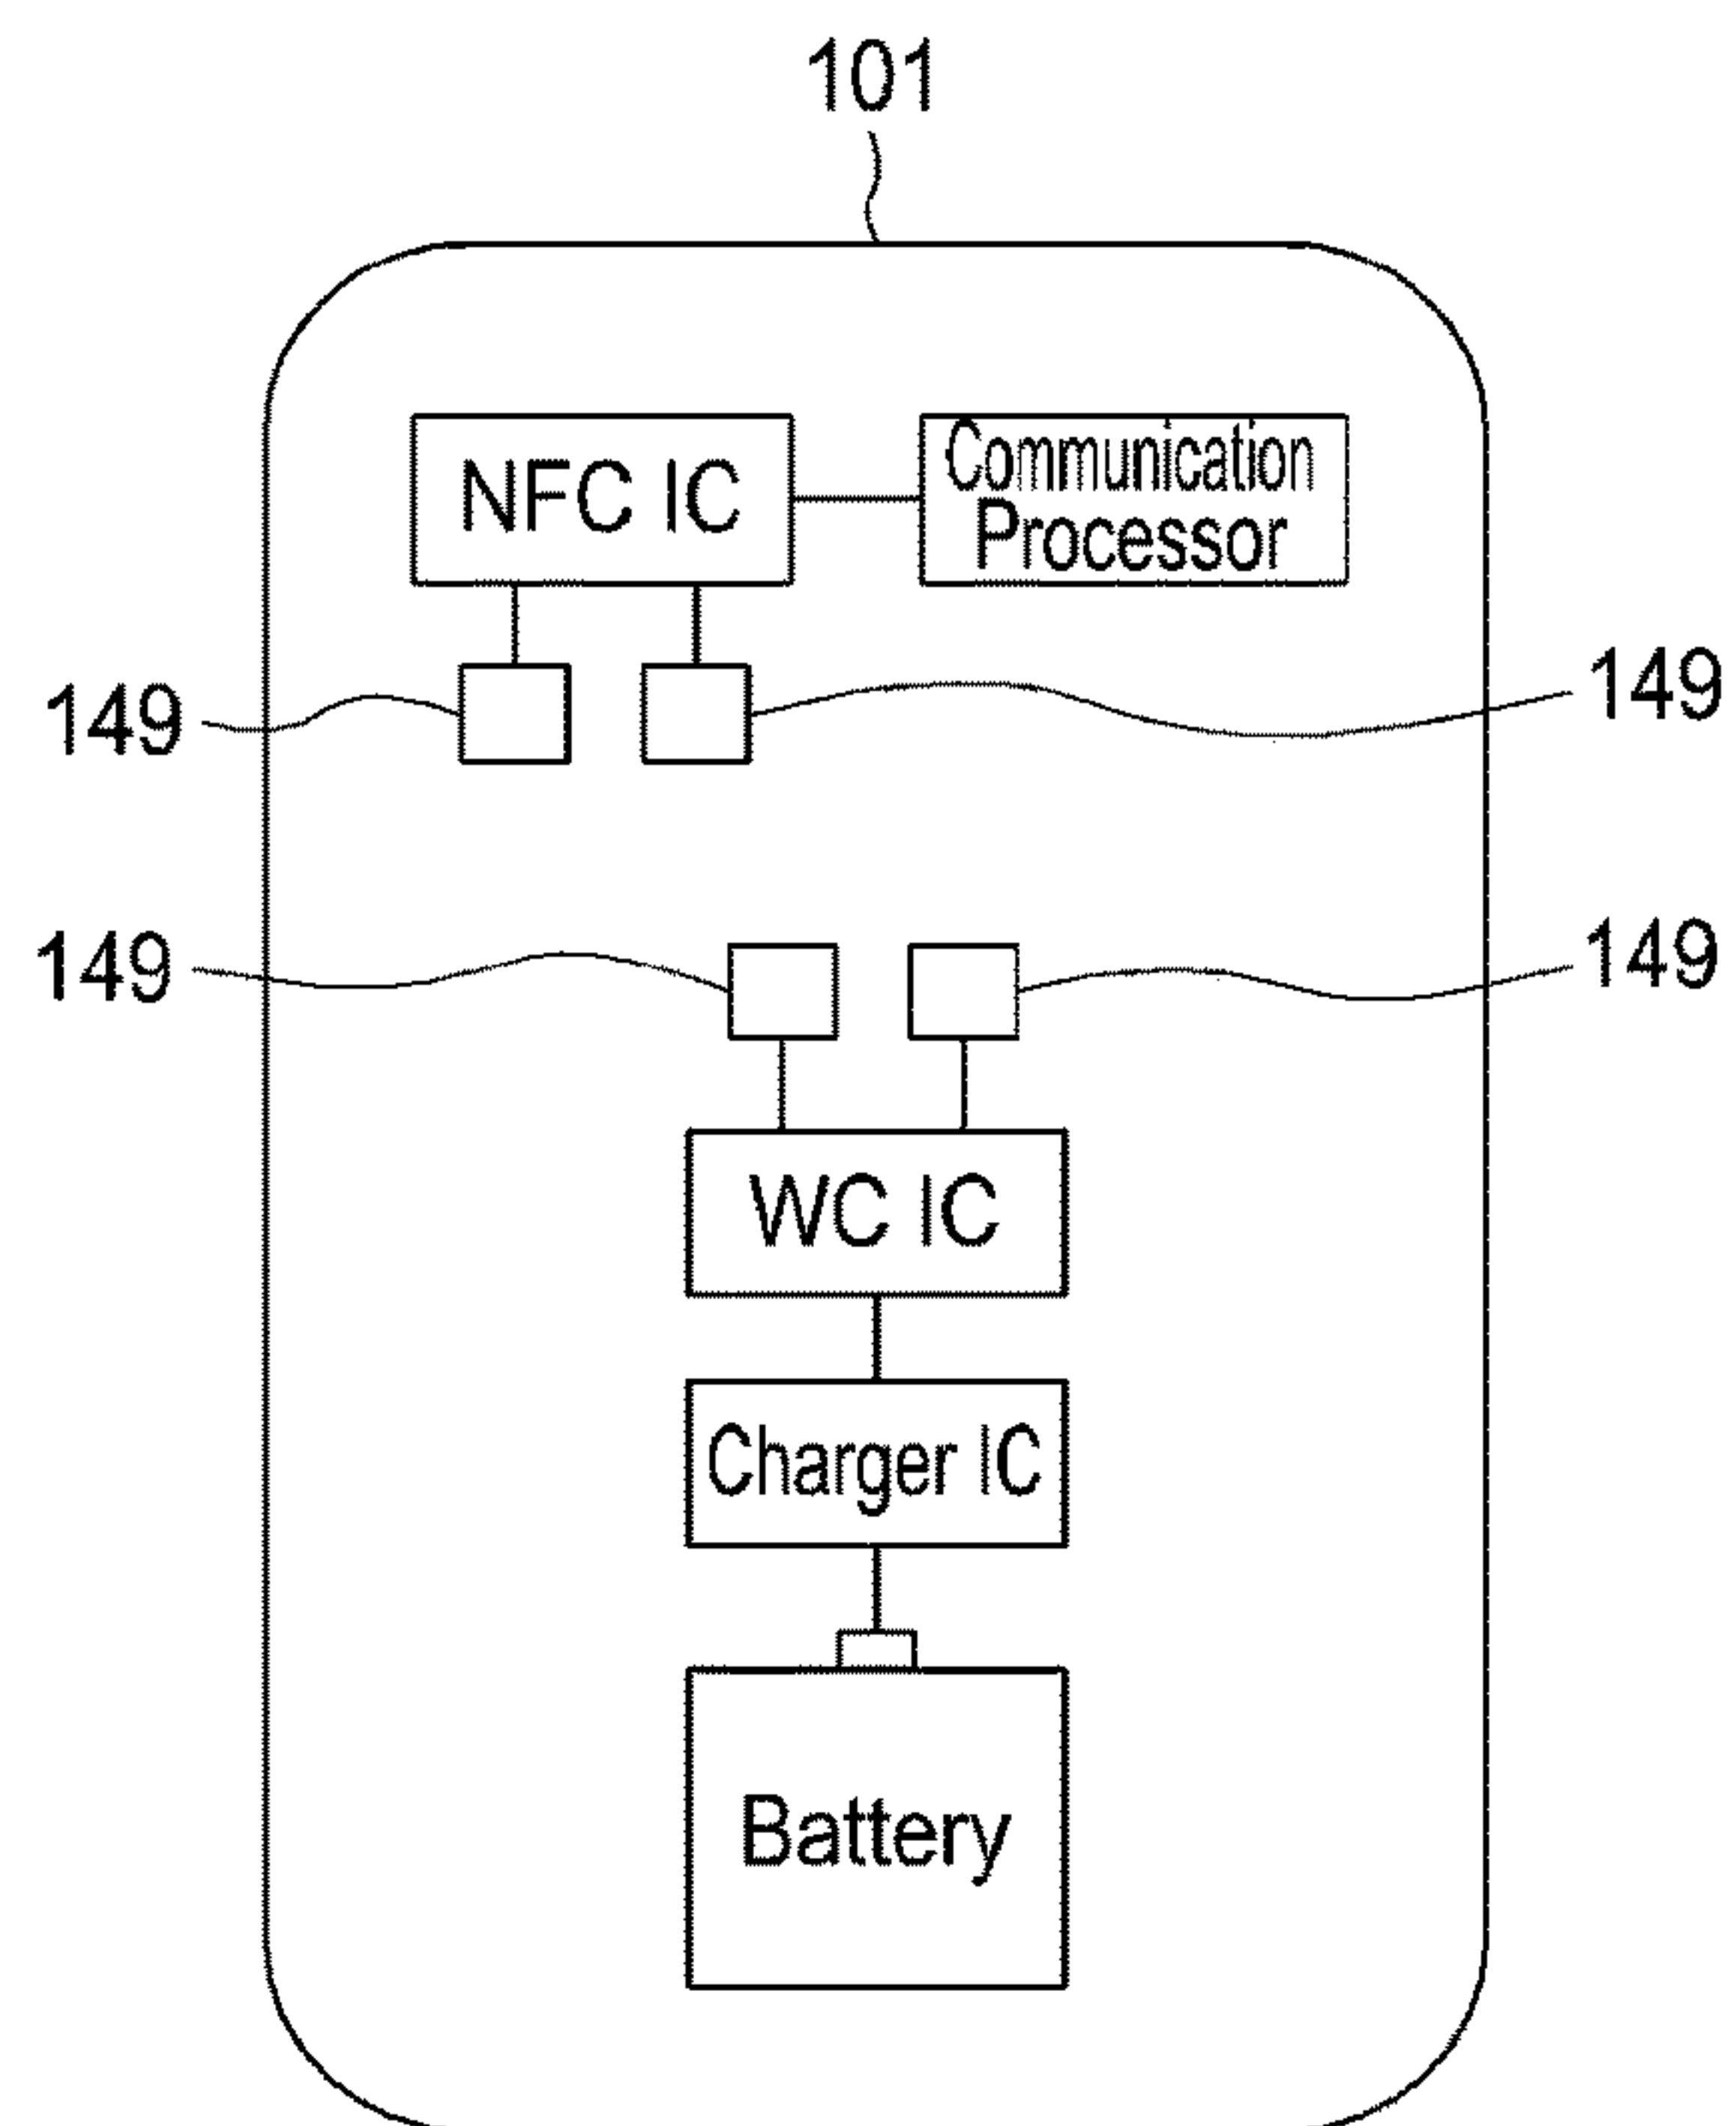 101
NFC IC
Communication
Processor
149
149
149
149
WC IC
Charger IC
Battery